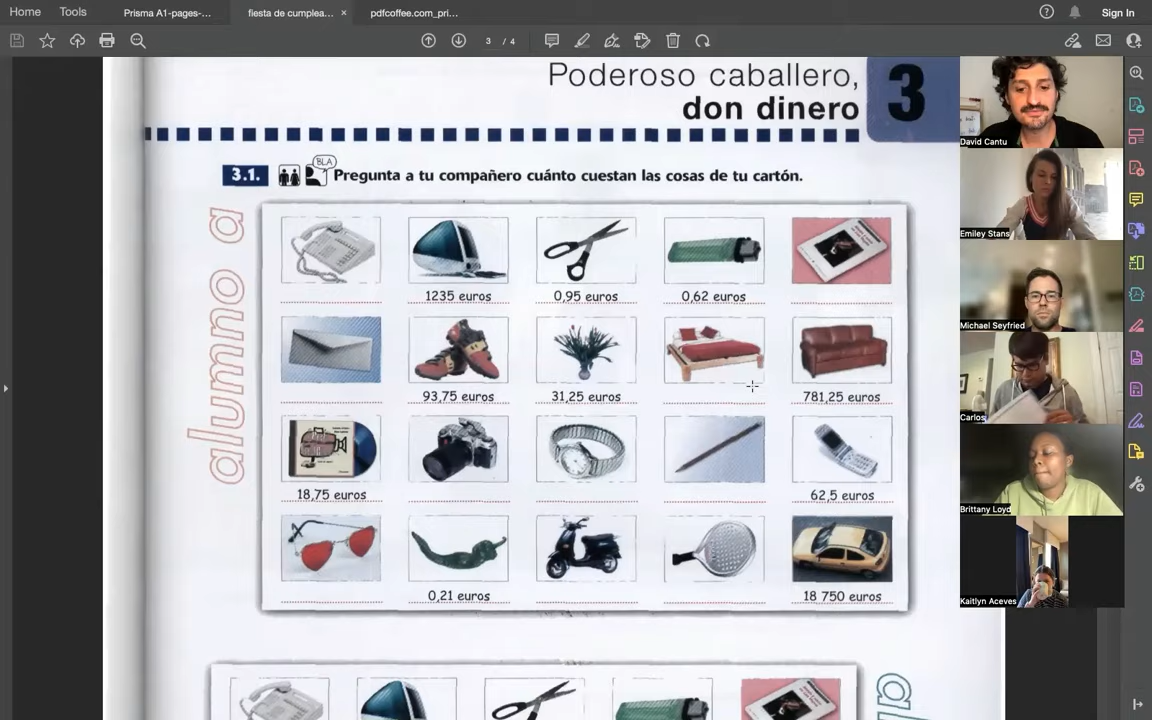 Home
Tools
Prisma A1-pages-...
fiesta de cumplea...
×
pdfcoffee.com_pri...
Sign In
3 / 4
Poderoso caballero,
don dinero
3
3.1.
BLA
Pregunta a tu compañero cuánto cuestan las cosas de tu cartón.
alumno a
1235 euros
0,95 euros
0,62 euros
93,75 euros
31,25 euros
781,25 euros
18,75 euros
62,5 euros
0,21 euros
18 750 euros
David Cantu
Emiley Stans
Michael Seyfried
Carlos
Brittany Loyd
Kaitlyn Aceves